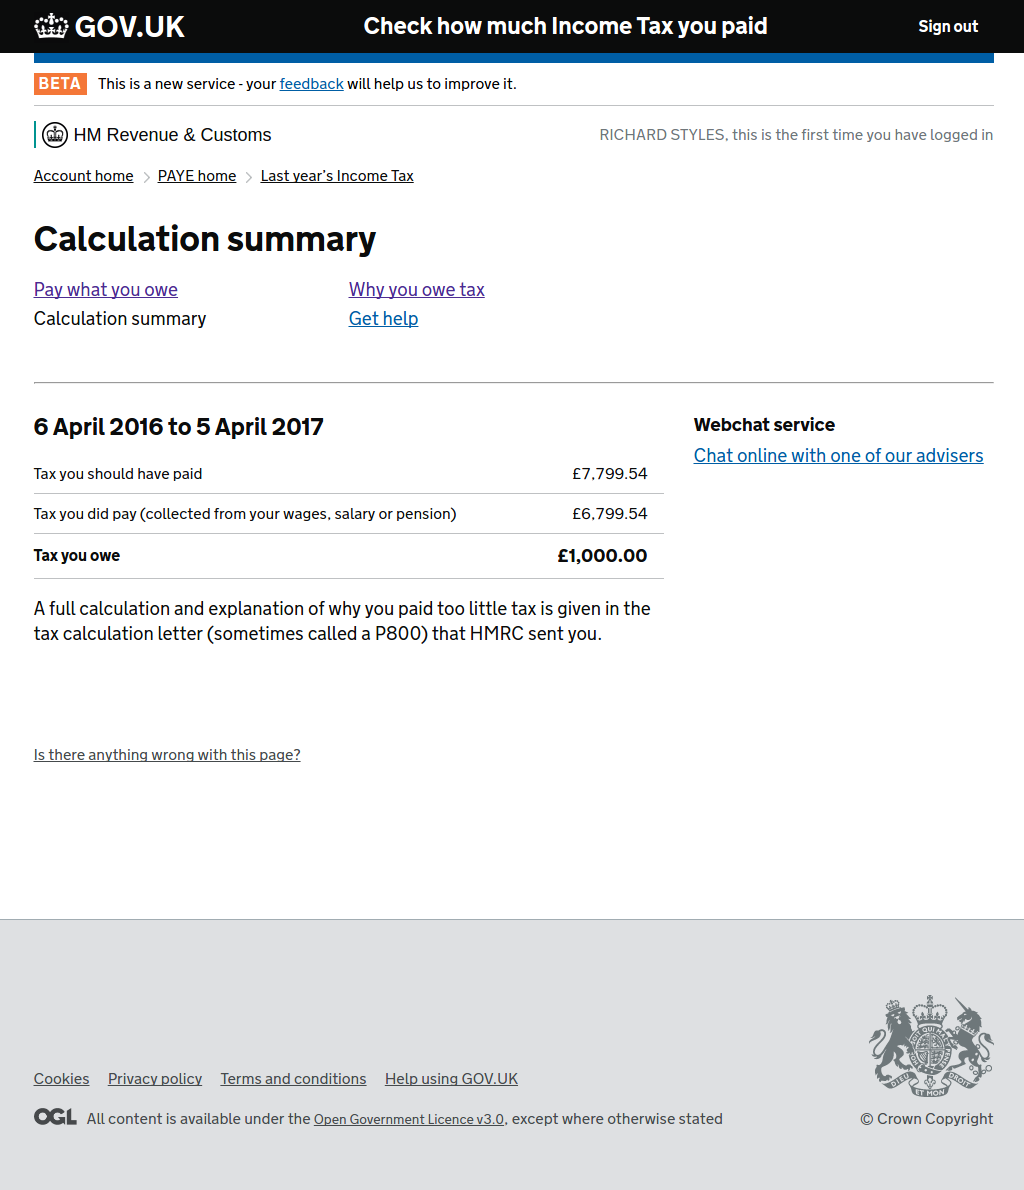 GOV.UK Check how much Income Tax you paid Sign out
BETA This is a new service - your feedback will help us to improve it.
HM Revenue & Customs RICHARD STYLES, this is the first time you have logged in
Account home PAYE home Last year's Income Tax
Calculation summary
Pay what you owe Why you owe tax
Calculation summary Get help
6 April 2016 to 5 April 2017 Webchat service
Chat online with one of our advisers
Tax you should have paid £7,799.54
Tax you did pay (collected from your wages, salary or pension) £6,799.54
Tax you owe £1,000.00
A full calculation and explanation of why you paid too little tax is given in the
tax calculation letter (sometimes called a P800) that HMRC sent you.
Is there anything wrong with this page?
DIEU ET MON DROIT
Cookies Privacy policy Terms and conditions Help using GOV.UK
OGL All content is available under the Open Government Licence v3.0, except where otherwise stated © Crown Copyright